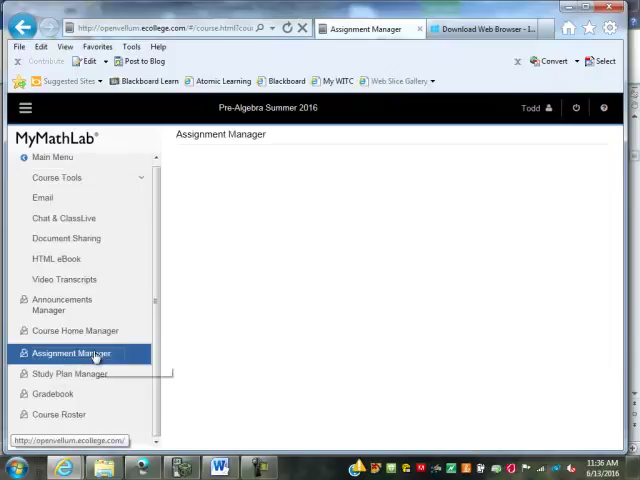 http://openvellum.ecollege.com/#/course.html?cou
Assignment Manager
Download Web Browser - I...
File Edit View Favorites Tools Help
Contribute Edit Post to Blog
Convert Select
Suggested Sites Blackboard Learn Atomic Learning Blackboard My WITC Web Slice Gallery
Pre-Algebra Summer 2016
Todd
MyMathLab®
Assignment Manager
Main Menu
Course Tools
Email
Chat & ClassLive
Document Sharing
HTML eBook
Video Transcripts
Announcements
Manager
Course Home Manager
Assignment Manager
Study Plan Manager
Gradebook
Course Roster
http://openvellum.ecollege.com/
11:36 AM
6/13/2016